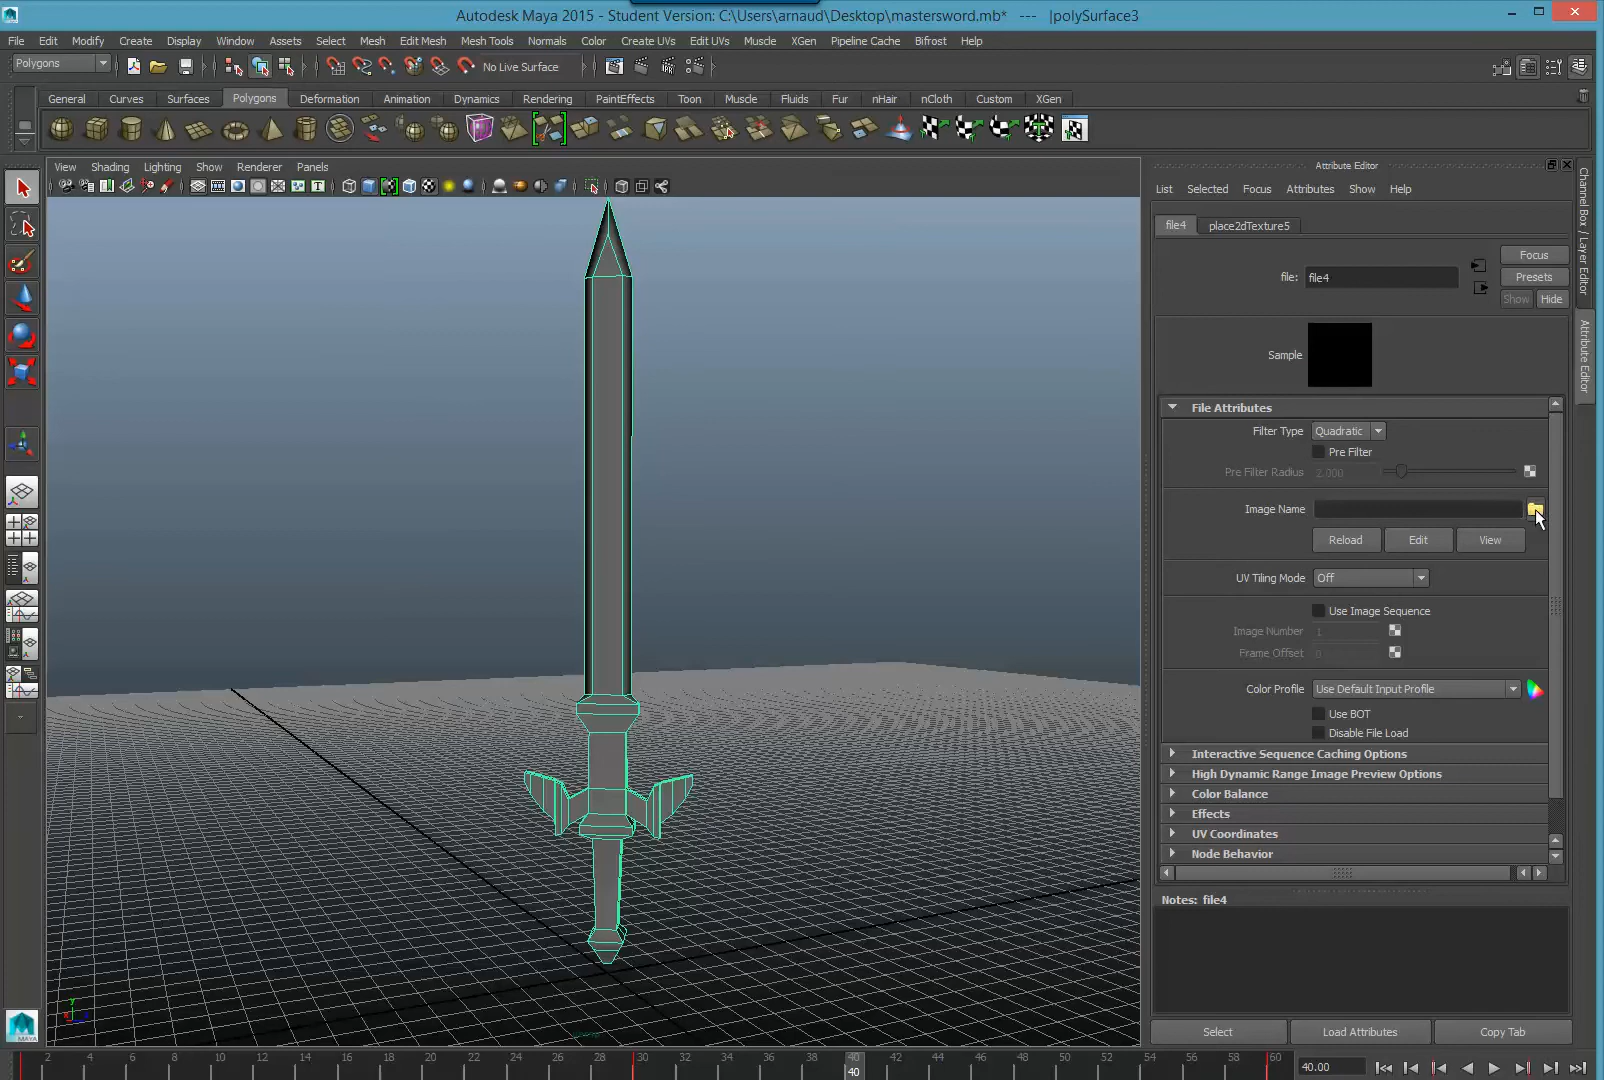 Autodesk Maya 2015 - Student Version: C:\Users\arnaud\Desktop\mastersword.mb* --- |polySurface3
File Edit Modify Create Display Window Assets Select Mesh Edit Mesh Mesh Tools Normals Color Create UVs Edit UVs Muscle XGen Pipeline Cache Bifrost Help
Polygons No Live Surface
General Curves Surfaces Polygons Deformation Animation Dynamics Rendering PaintEffects Toon Muscle Fluids Fur nHair nCloth Custom XGen
View Shading Lighting Show Renderer Panels
Attribute Editor
List Selected Focus Attributes Show Help
file4 place2dTexture5
Focus
file: file4 Presets
Show Hide
Sample
File Attributes
Filter Type Quadratic
Pre Filter
Pre Filter Radius 2.000
Image Name
Reload Edit View
UV Tiling Mode Off
Use Image Sequence
Image Number 1
Frame Offset 0
Color Profile Use Default Input Profile
Use BOT
Disable File Load
Interactive Sequence Caching Options
High Dynamic Range Image Preview Options
Color Balance
Effects
UV Coordinates
Node Behavior
Notes: file4
Select Load Attributes Copy Tab
Channel Box / Layer Editor
Attribute Editor
MAYA
2 4 6 8 10 12 14 16 18 20 22 24 26 28 30 32 34 36 38 40 42 44 46 48 50 52 54 56 58 60
40
40.00